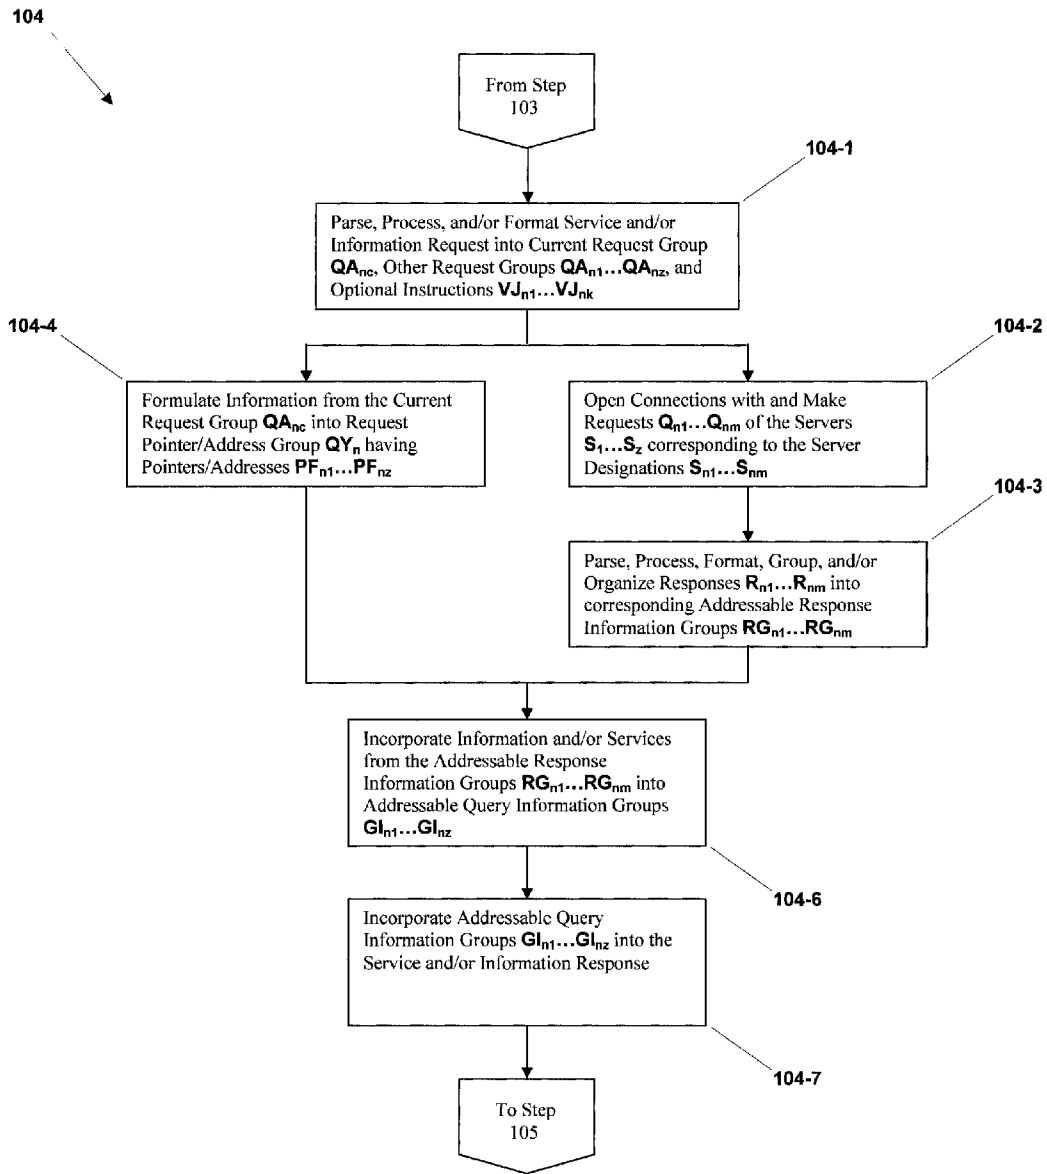 104
From Step
103
104-1
Parse, Process, and/or Format Service and/or
Information Request into Current Request Group
QAnc, Other Request Groups QAn1...QAnz, and
Optional Instructions VJn1...VJnk
104-4
Formulate Information from the Current
Request Group QAnc into Request
Pointer/Address Group QYn having
Pointers/Addresses PFn1...PFnz
104-2
Open Connections with and Make
Requests Qn1...Qnm of the Servers
S1...Sz corresponding to the Server
Designations Sn1...Snm
104-3
Parse, Process, Format, Group, and/or
Organize Responses Rn1...Rnm into
corresponding Addressable Response
Information Groups RGn1...RGnm
Incorporate Information and/or Services
from the Addressable Response
Information Groups RGn1...RGnm into
Addressable Query Information Groups
GIn1...GInz
104-6
Incorporate Addressable Query
Information Groups GIn1...GInz into the
Service and/or Information Response
104-7
To Step
105